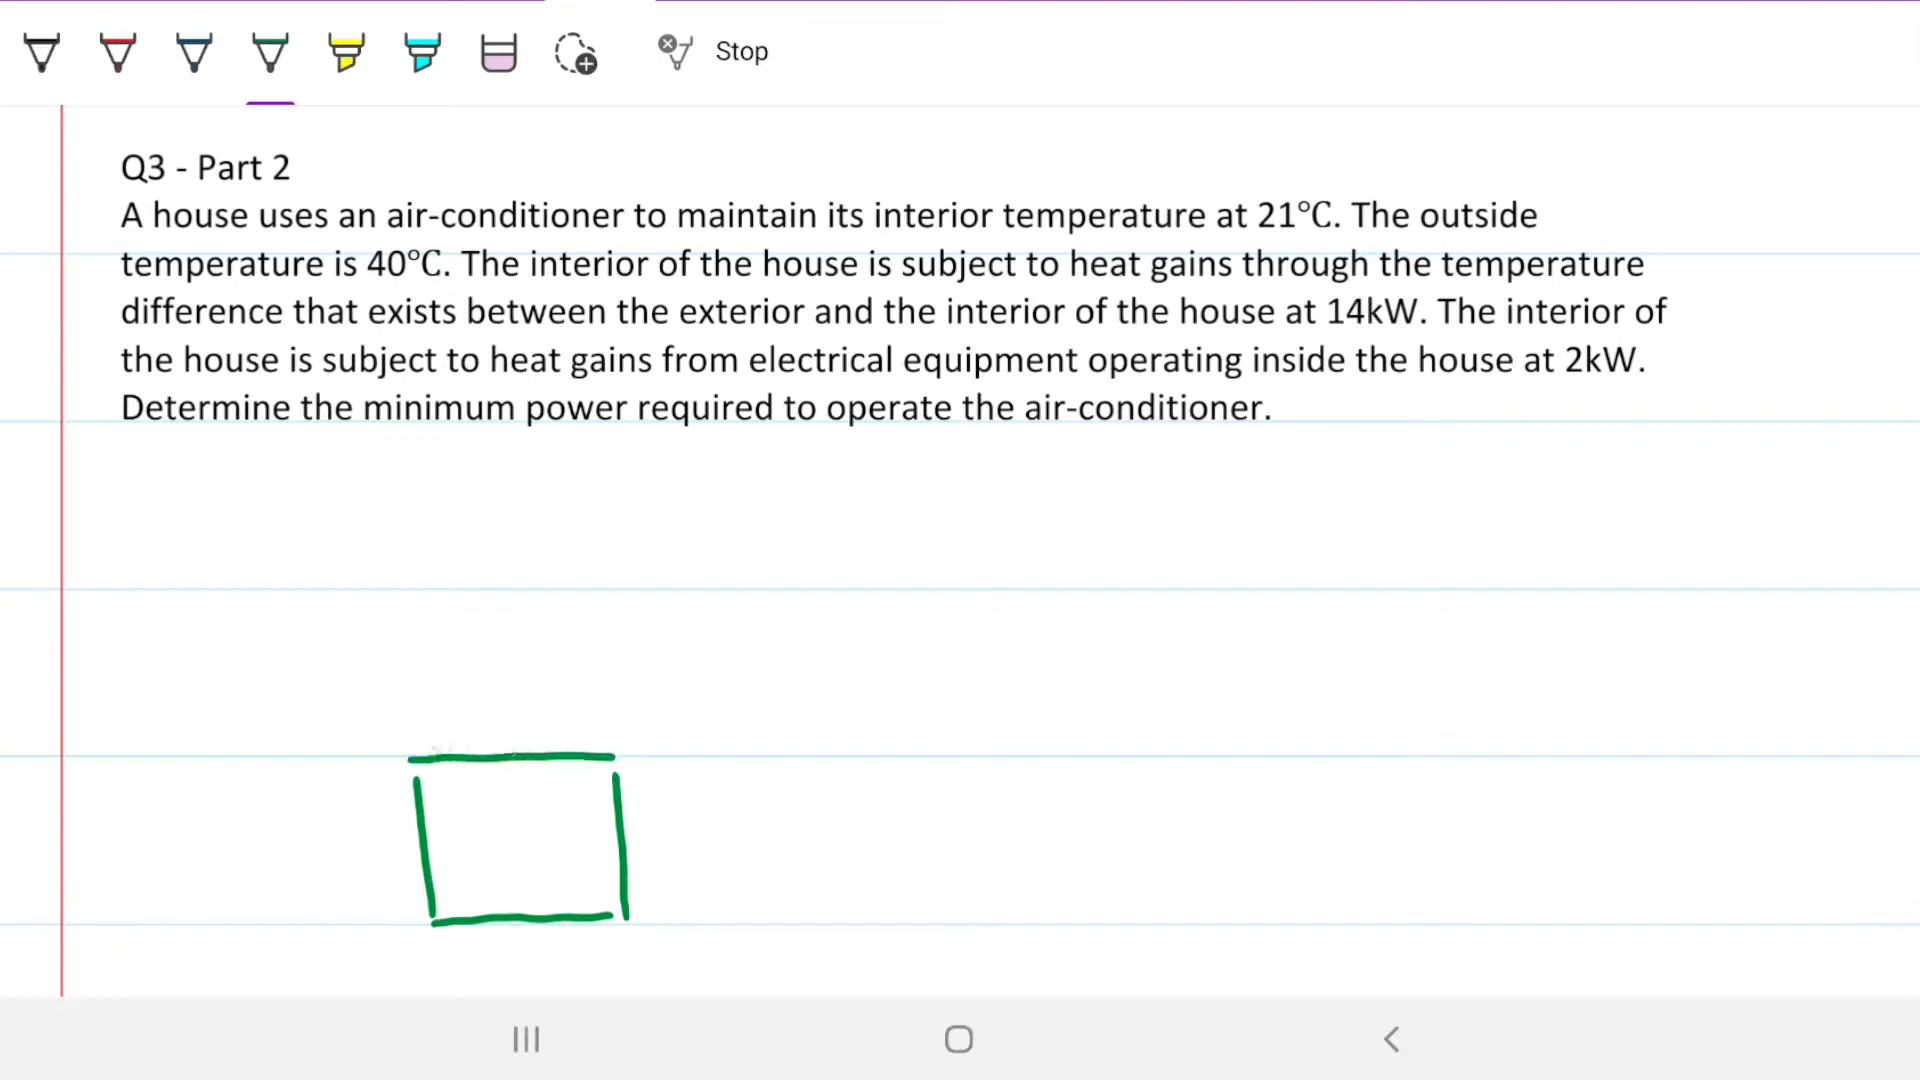 Stop
Q3 - Part 2
A house uses an air-conditioner to maintain its interior temperature at 21°C. The outside
temperature is 40°C. The interior of the house is subject to heat gains through the temperature
difference that exists between the exterior and the interior of the house at 14kW. The interior of
the house is subject to heat gains from electrical equipment operating inside the house at 2kW.
Determine the minimum power required to operate the air-conditioner.